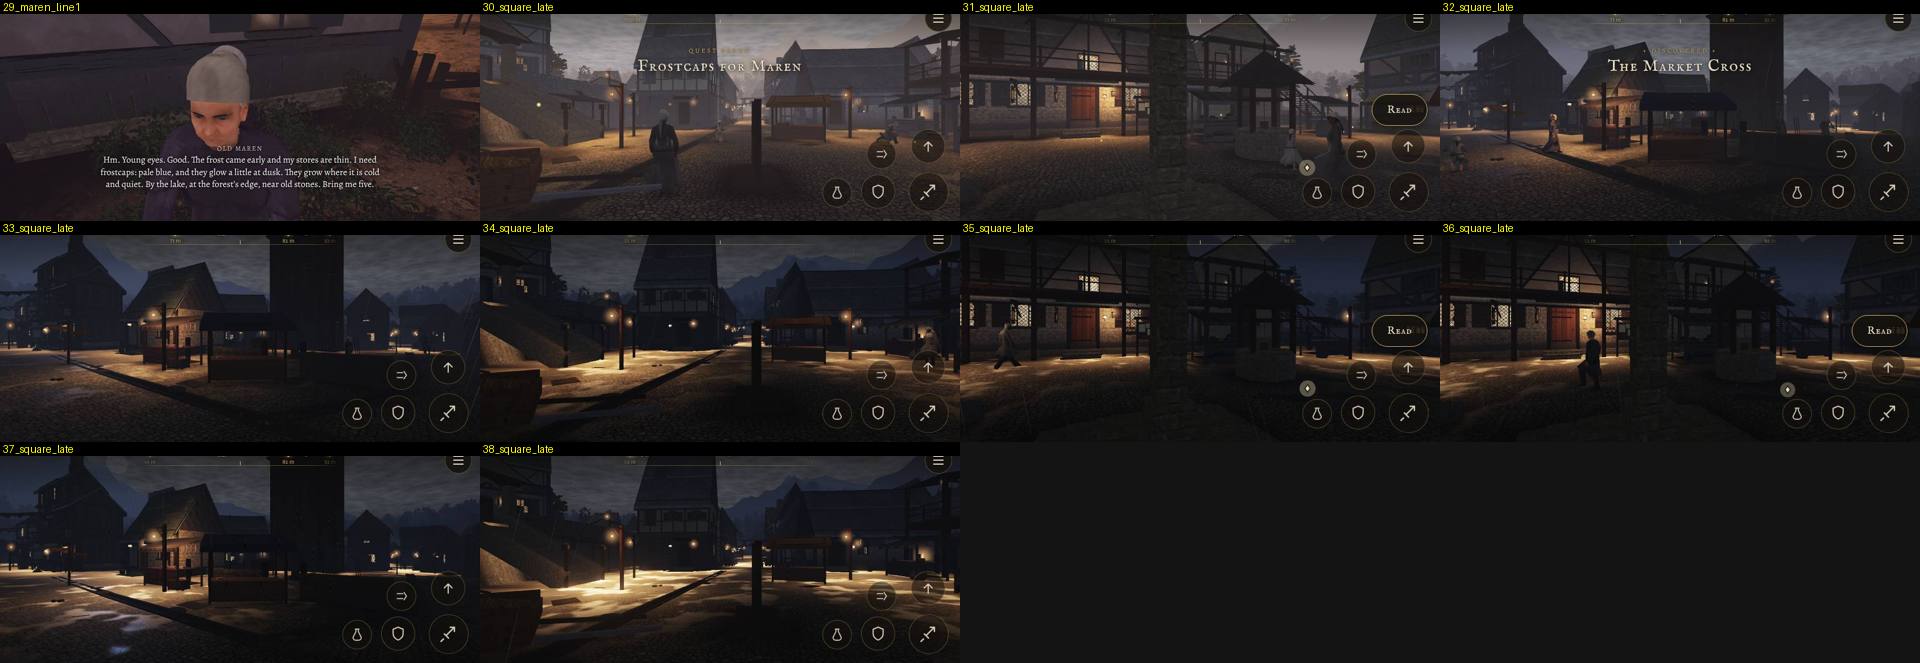 29_maren_line1
30_square_late
31_square_late
32_square_late
OLD MAREN
Hm. Young eyes. Good. The frost came early and my stores are thin. I need
frostcaps: pale blue, and they glow a little at dusk. They grow where it is cold
and quiet. By the lake, at the forest's edge, near old stones. Bring me five.
QUEST
Frostcaps for Maren
Read
DISCOVERED
The Market Cross
33_square_late
34_square_late
35_square_late
36_square_late
Read
Read
37_square_late
38_square_late